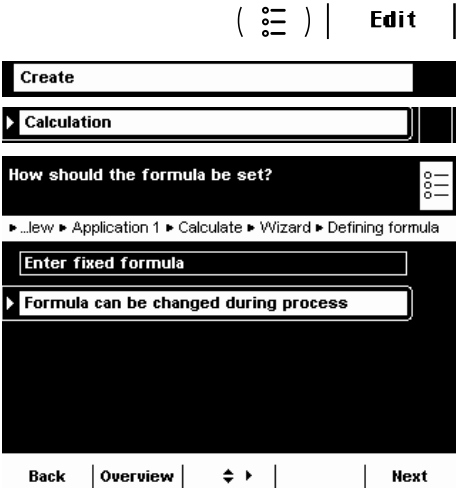 Edit
Create
Calculation
How should the formula be set?
...lew ▸ Application 1 ▸ Calculate ▸ Wizard ▸ Defining formula
Enter fixed formula
Formula can be changed during process
Back Overview Next